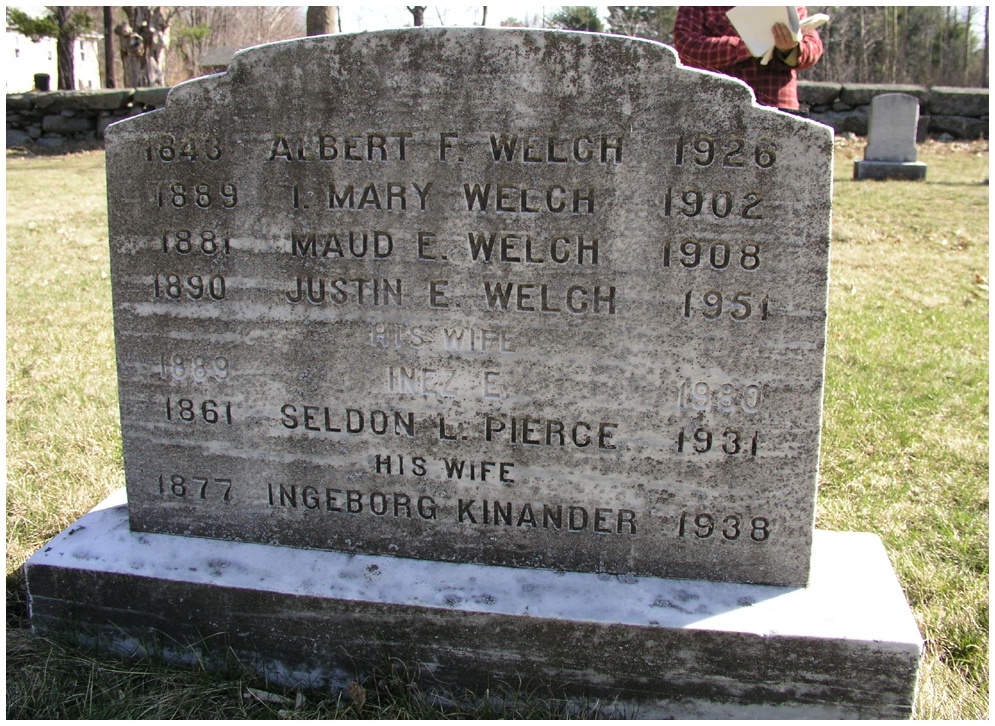 1843 ALBERT F. WELCH 1926
1889 I. MARY WELCH 1902
1881 MAUD E. WELCH 1908
1890 JUSTIN E. WELCH 1951
HIS WIFE
1889 INEZ E. 1980
1861 SELDON L. PIERCE 1931
HIS WIFE
1877 INGEBORG KINANDER 1938